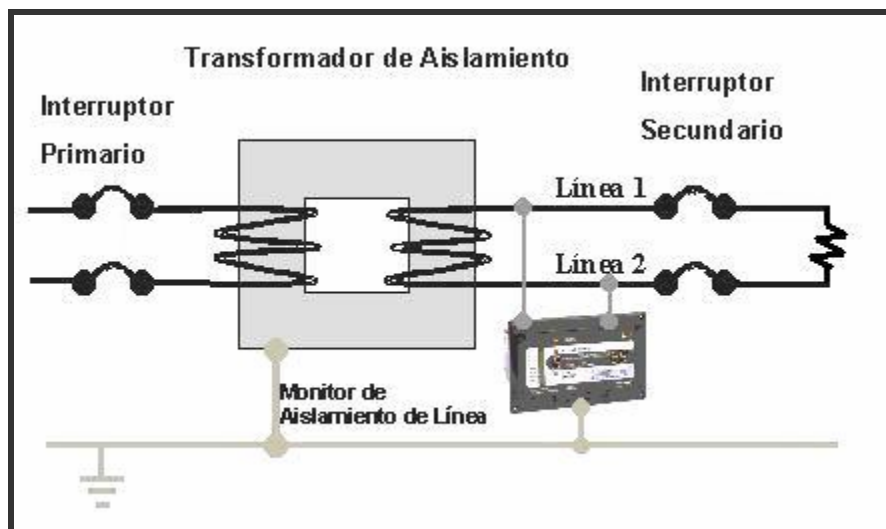 Transformador de Aislamiento
Interruptor
Primario
Interruptor
Secundario
Línea 1
Línea 2
Monitor de
Aislamiento de Línea